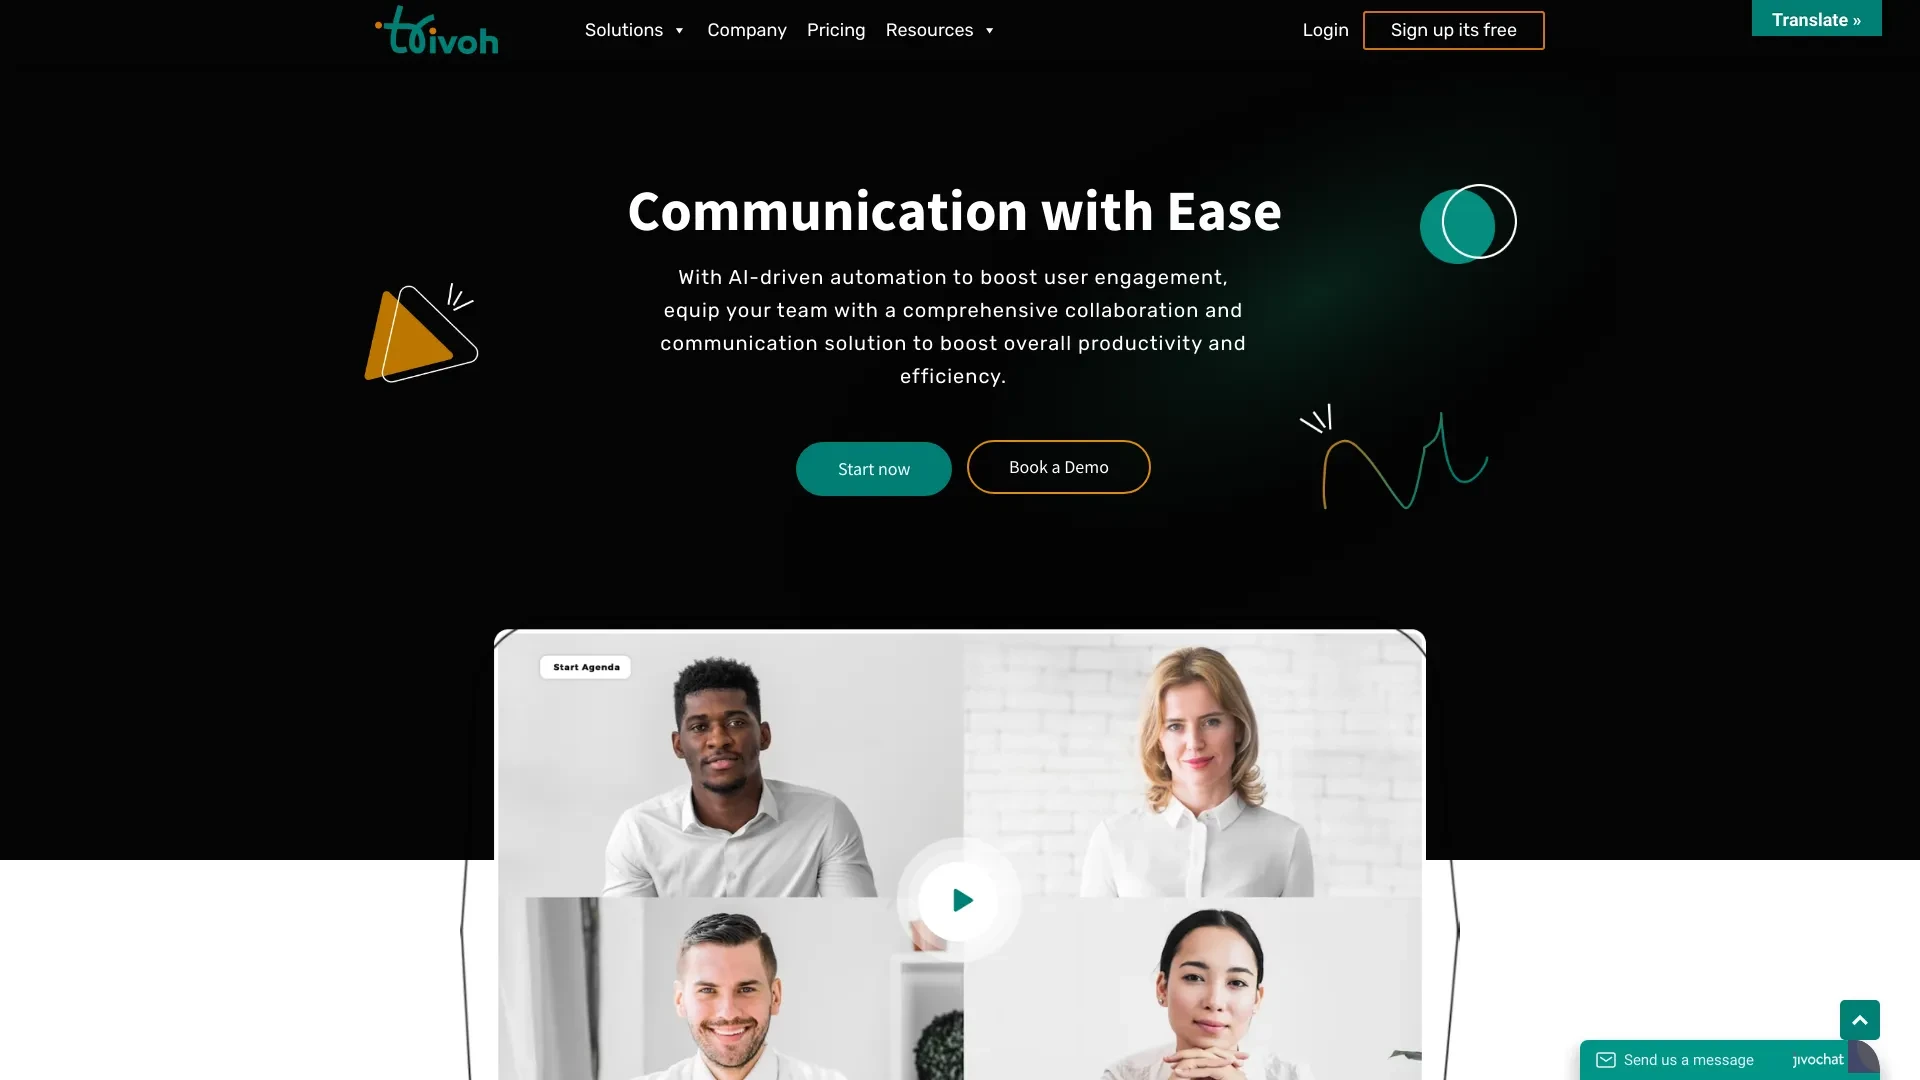 Troivoh
Solutions
Company
Pricing
Resources
Login
Sign up its free
Translate »
Communication with Ease
With AI-driven automation to boost user engagement,
equip your team with a comprehensive collaboration and
communication solution to boost overall productivity and
efficiency.
Start now
Book a Demo
Start Agenda
Send us a message
jivochat